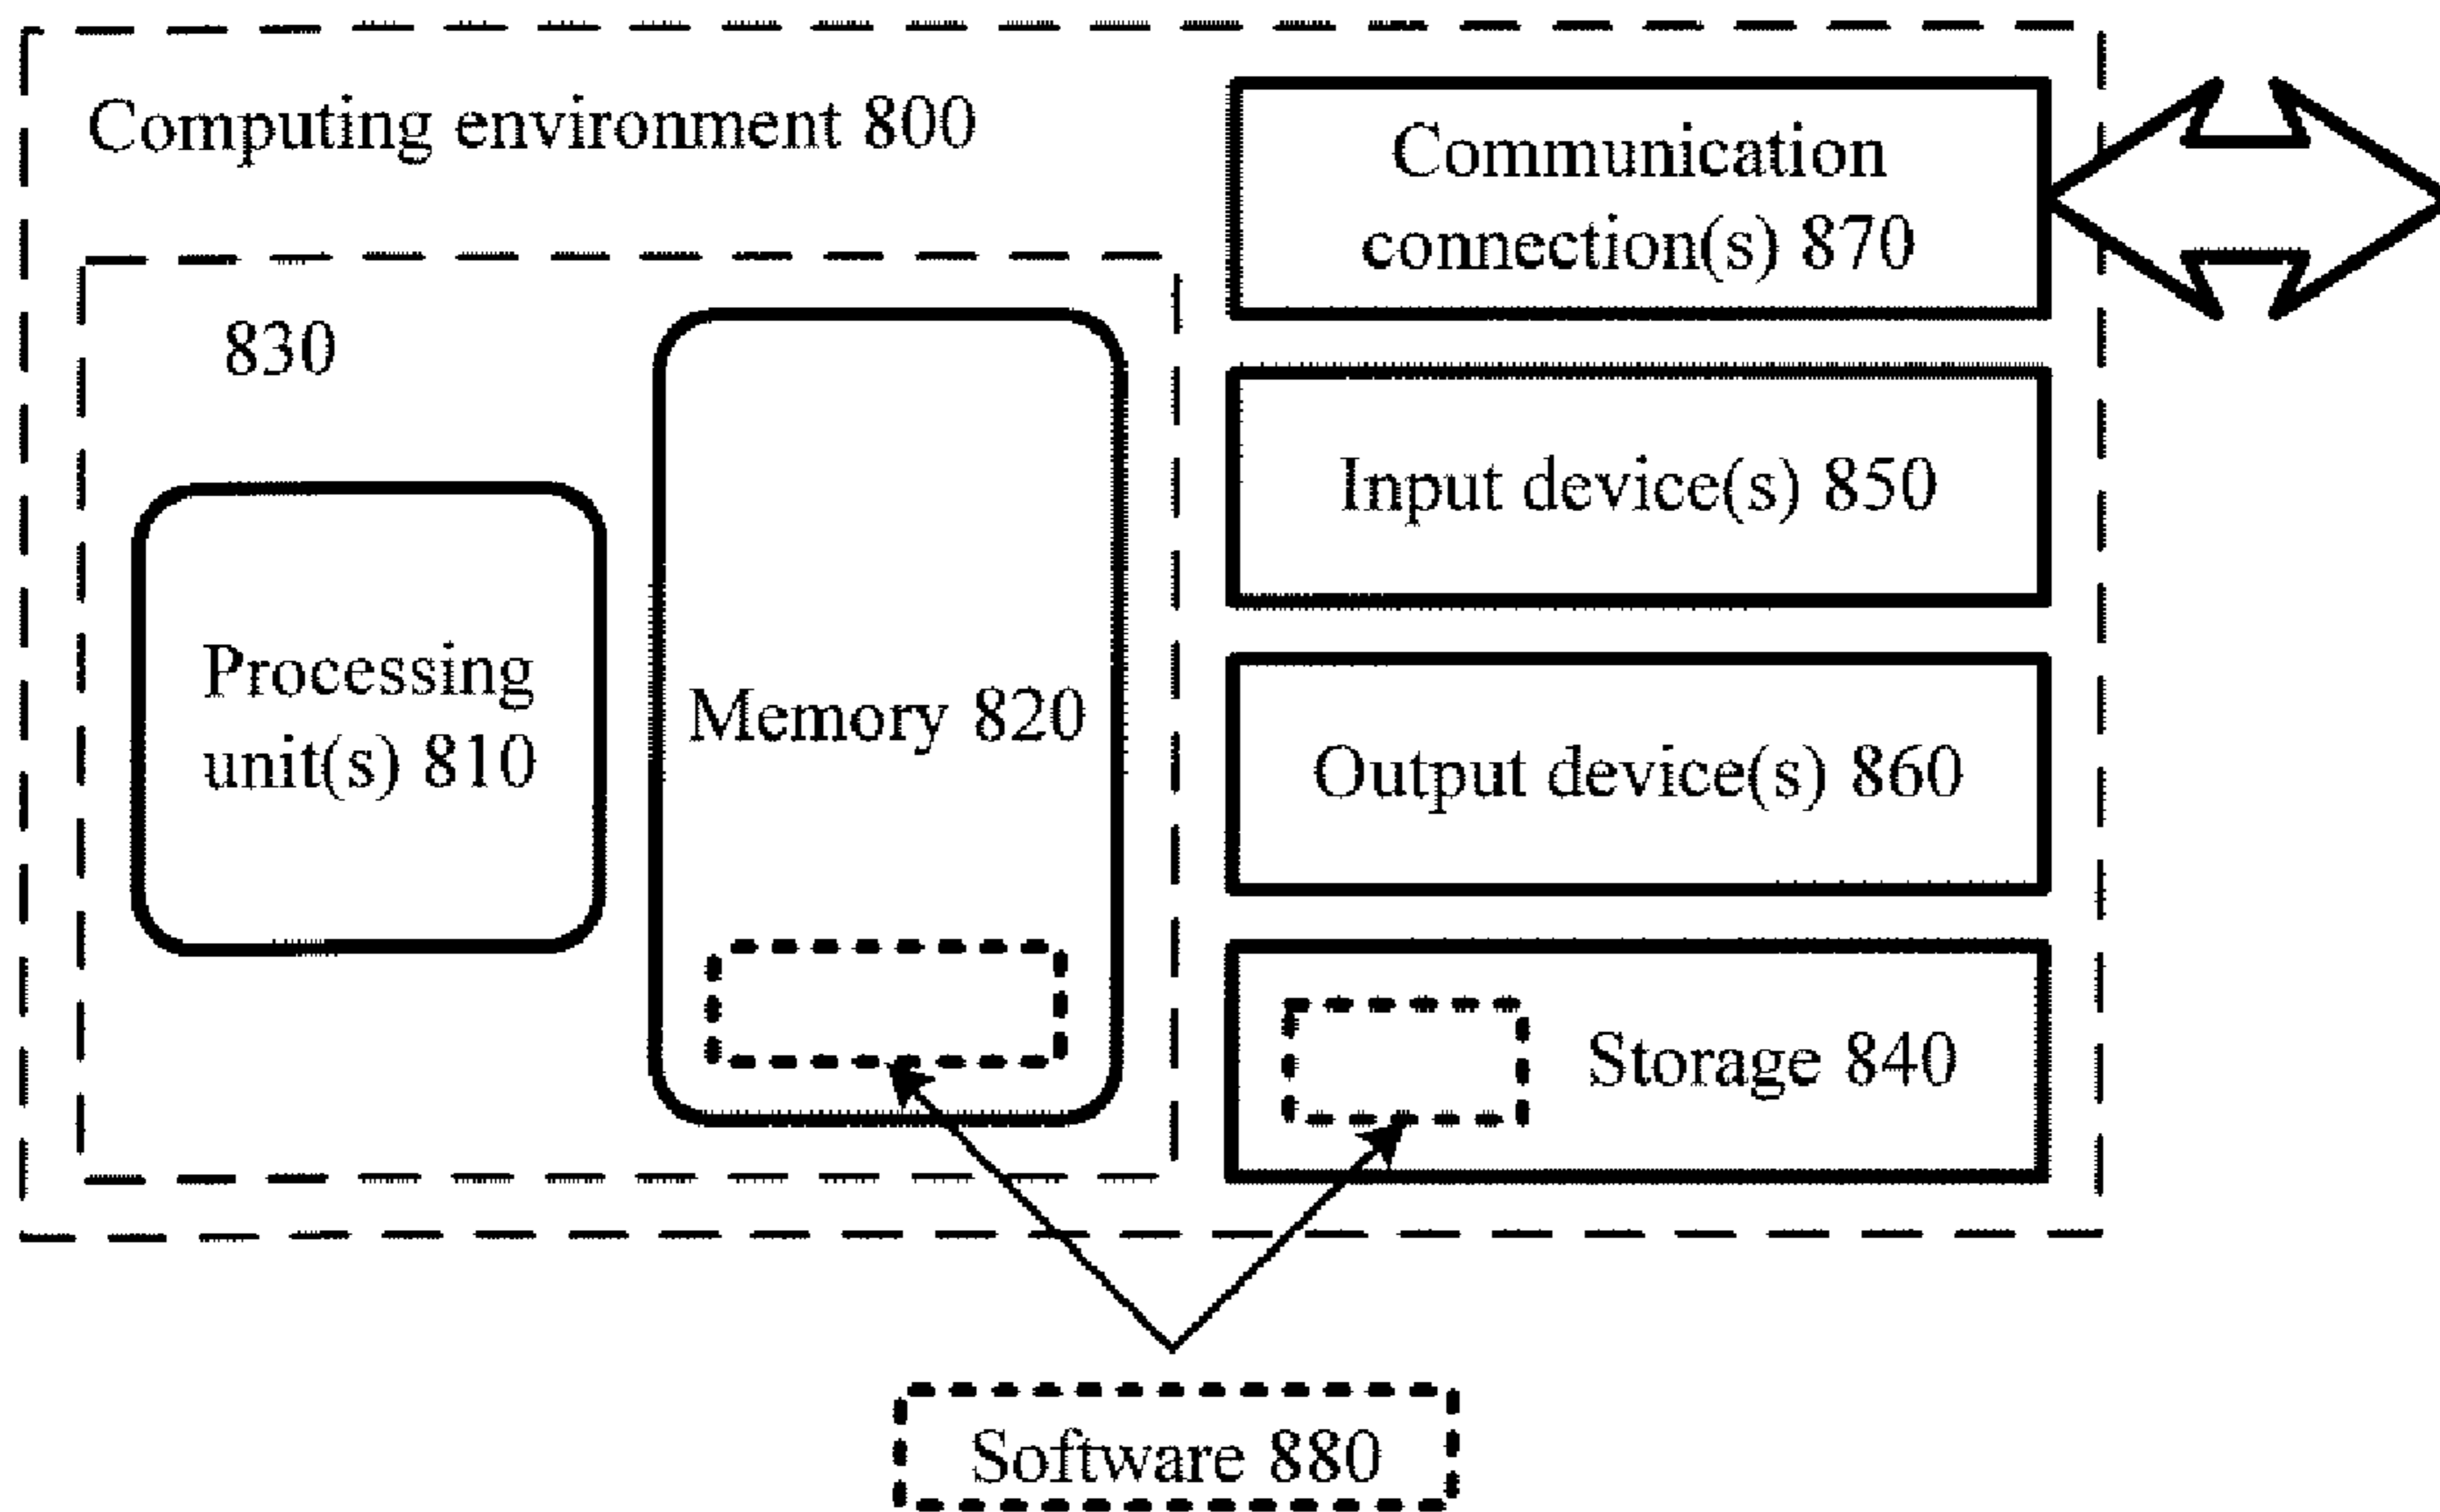 Computing environment 800
830
Processing
unit(s) 810
Memory 820
Communication
connection(s) 870
Input device(s) 850
Output device(s) 860
Storage 840
Software 880